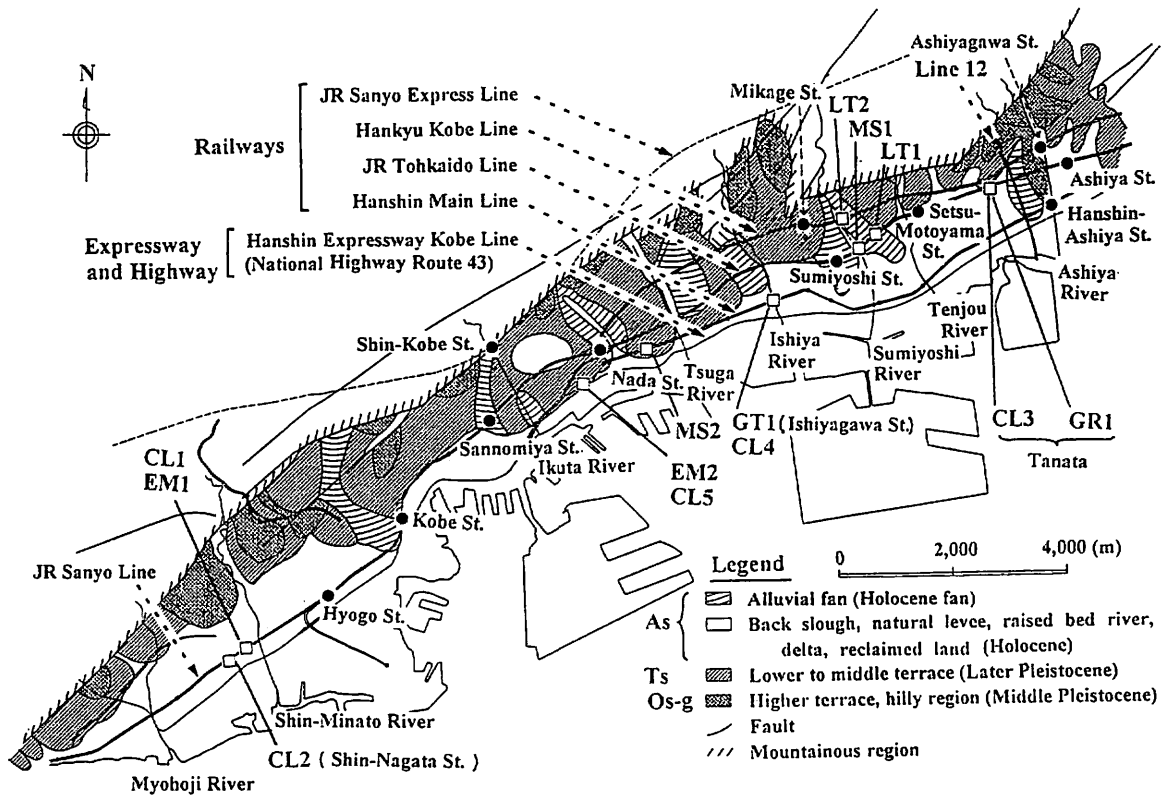 N
Railways
JR Sanyo Express Line
Hankyu Kobe Line
JR Tohkaido Line
Hanshin Main Line
Expressway
and Highway
Hanshin Expressway Kobe Line
(National Highway Route 43)
Ashiyagawa St.
Line 12
Mikage St.
LT2
MS1
LT1
Ashiya St.
Setsu-
Motoyama
St.
Hanshin-
Ashiya St.
Sumiyoshi St.
Ashiya
River
Tenjou
River
Shin-Kobe St.
Ishiya
River
Sumiyoshi
River
Nada St.
Tsuga
River
MS2
GT1 (Ishiyagawa St.)
CL4
CL3
GR1
Tanata
Sannomiya St.
Ikuta River
EM2
CL5
CL1
EM1
Kobe St.
JR Sanyo Line
Hyogo St.
Shin-Minato River
CL2 ( Shin-Nagata St. )
Myohoji River
0
2,000
4,000 (m)
Legend
As
Alluvial fan (Holocene fan)
Back slough, natural levee, raised bed river,
delta, reclaimed land (Holocene)
Ts
Lower to middle terrace (Later Pleistocene)
Os-g
Higher terrace, hilly region (Middle Pleistocene)
Fault
Mountainous region